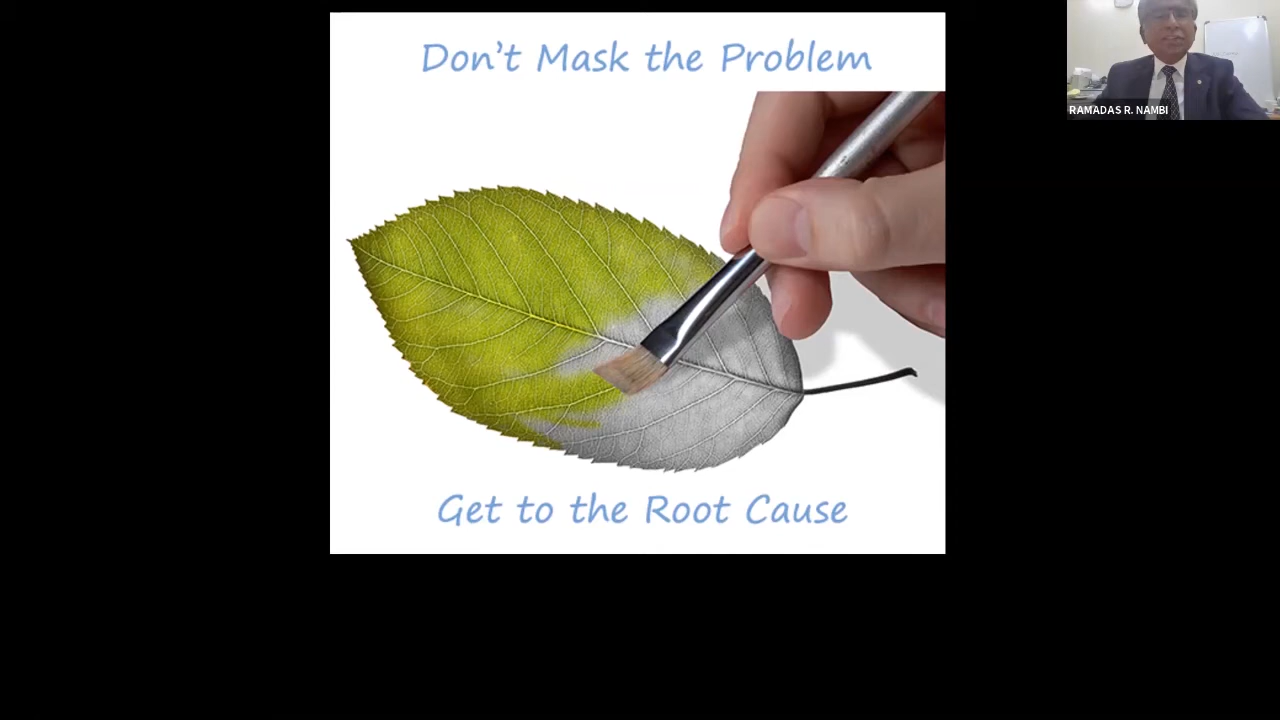 Don't Mask the Problem
Get to the Root Cause
RAMADAS R. NAMBI